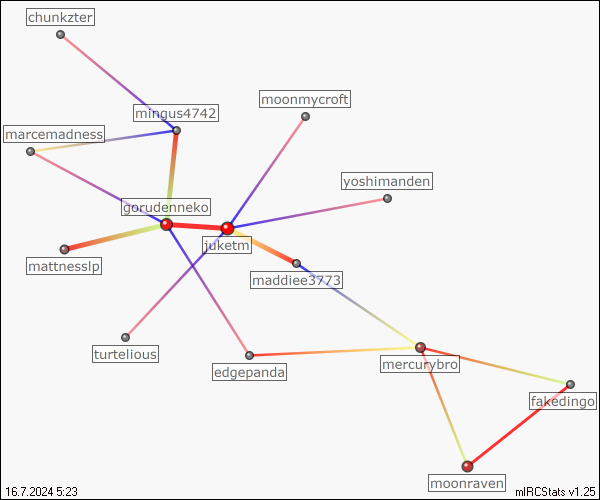 chunkzter
moonmycroft
mingus4742
marcemadness
yoshimanden
gorudenneko
juketm
mattnesslp
maddiee3773
turtelious
edgepanda
mercurybro
fakedingo
moonraven
16.7.2024 5:23
mIRCStats v1.25